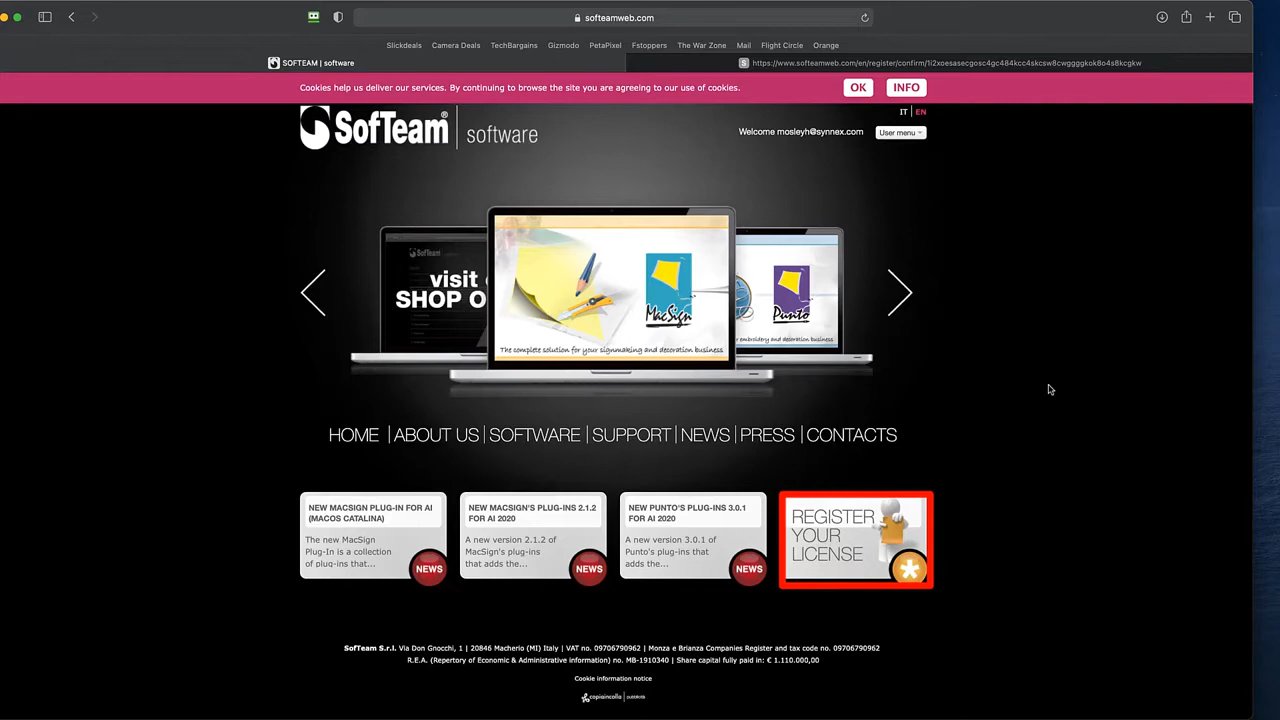 softeamweb.com
Slickdeals Camera Deals TechBargains Gizmodo PetaPixel Fstoppers The War Zone Mail Flight Circle Orange
SOFTEAM | software
S https://www.softeamweb.com/en/register/confirm/1i2xoesasecgosc4gc484kcc4skcsw8cwggggkok8o4s8kcgkw
Cookies help us deliver our services. By continuing to browse the site you are agreeing to our use of cookies.
OK INFO
IT | EN
SofTeam® software
Welcome mosleyh@synnex.com
User menu
SofTeam
visit
SHOP O
MacSign
The complete solution for your signmaking and decoration business
Punto
embroidery and decoration business
HOME | ABOUT US | SOFTWARE | SUPPORT | NEWS | PRESS | CONTACTS
NEW MACSIGN PLUG-IN FOR AI
(MACOS CATALINA)
The new MacSign
Plug-In is a collection
of plug-ins that...
NEWS
NEW MACSIGN'S PLUG-INS 2.1.2
FOR AI 2020
A new version 2.1.2 of
MacSign's plug-ins
that adds the...
NEWS
NEW PUNTO'S PLUG-INS 3.0.1
FOR AI 2020
A new version 3.0.1 of
Punto's plug-ins that
adds the...
NEWS
REGISTER
YOUR
LICENSE
SofTeam S.r.l. Via Don Gnocchi, 1 | 20846 Macherio (MI) Italy | VAT no. 09706790962 | Monza e Brianza Companies Register and tax code no. 09706790962
R.E.A. (Repertory of Economic & Administrative information) no. MB-1910340 | Share capital fully paid in: € 1.110.000,00
Cookie information notice
copiaincolla